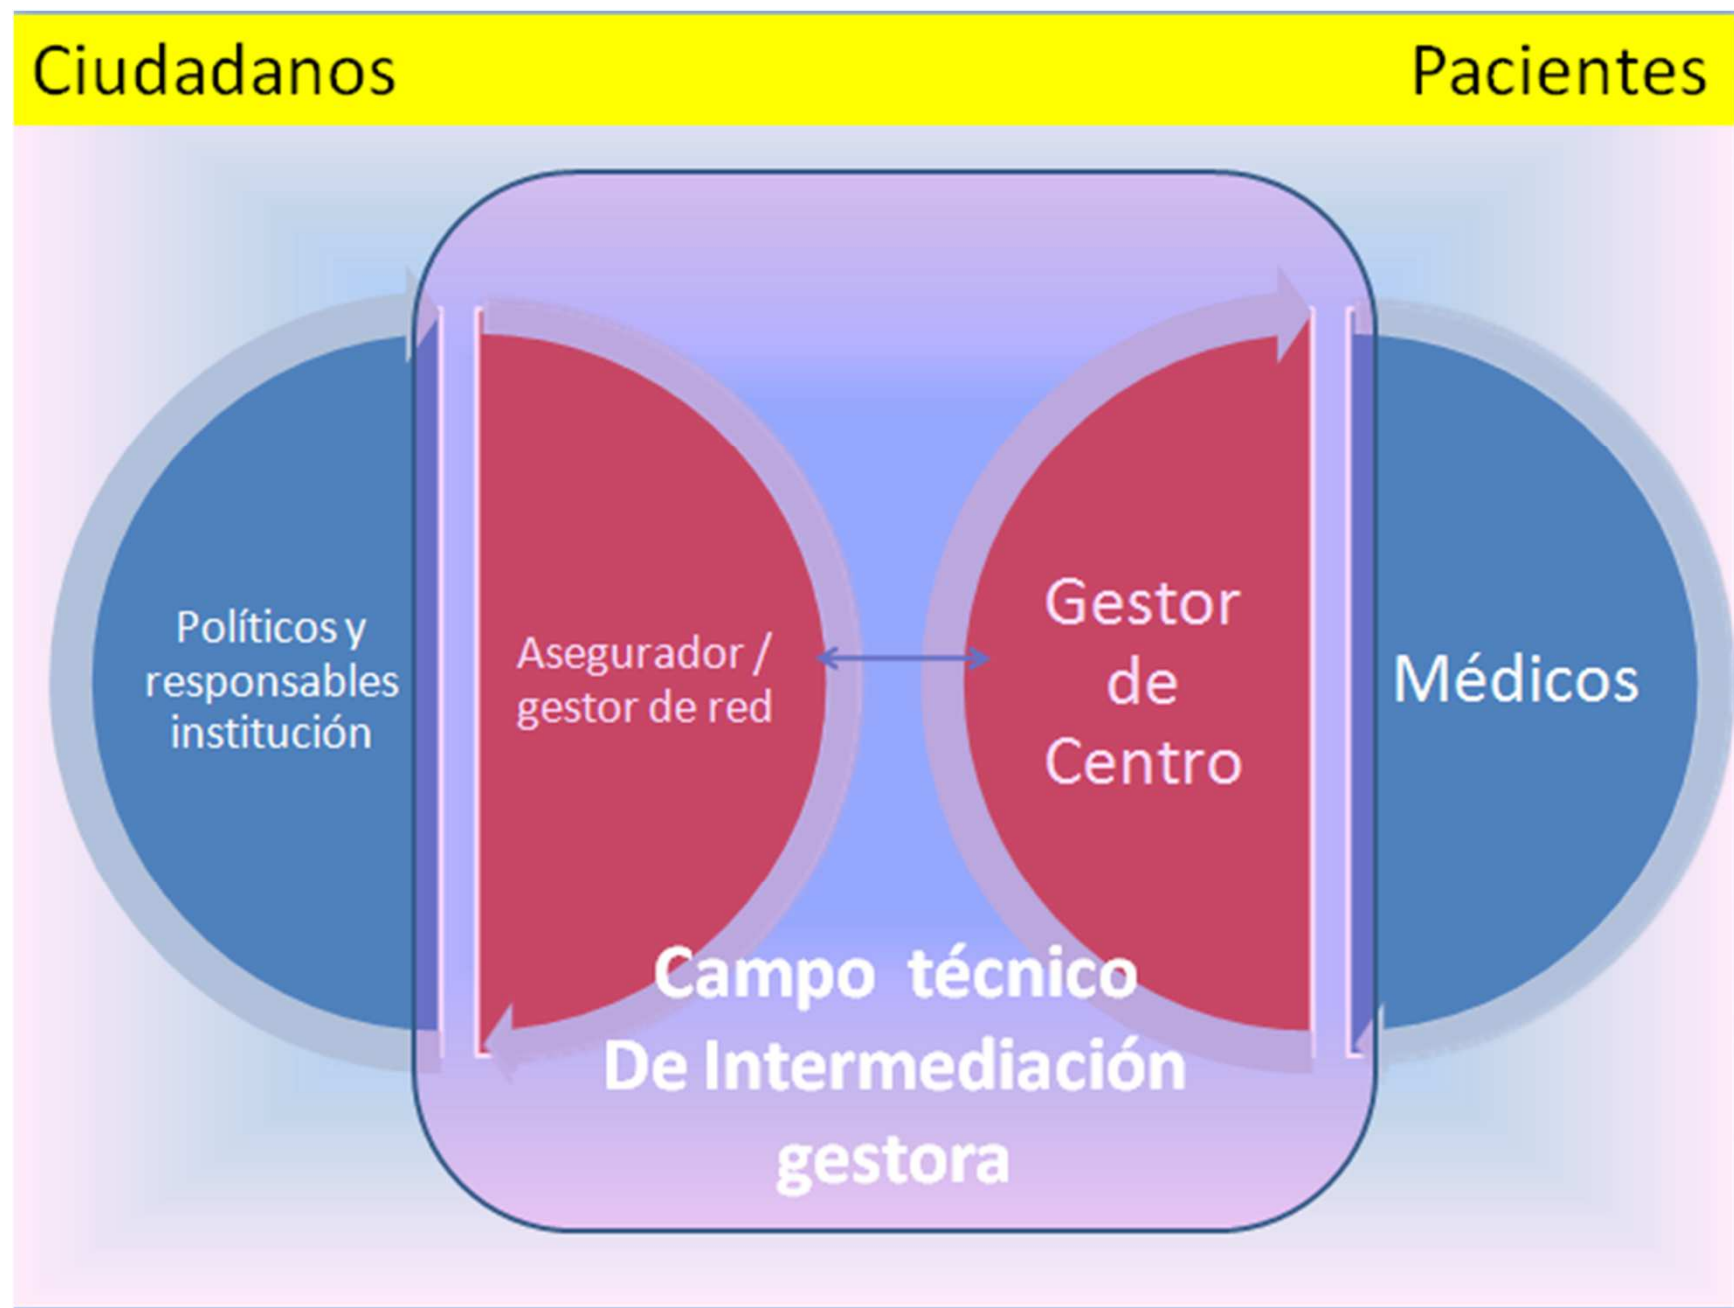 Ciudadanos
Pacientes
Políticos y
responsables
institución
Asegurador /
gestor de red
Gestor
de
Centro
Médicos
Campo técnico
De Intermediación
gestora